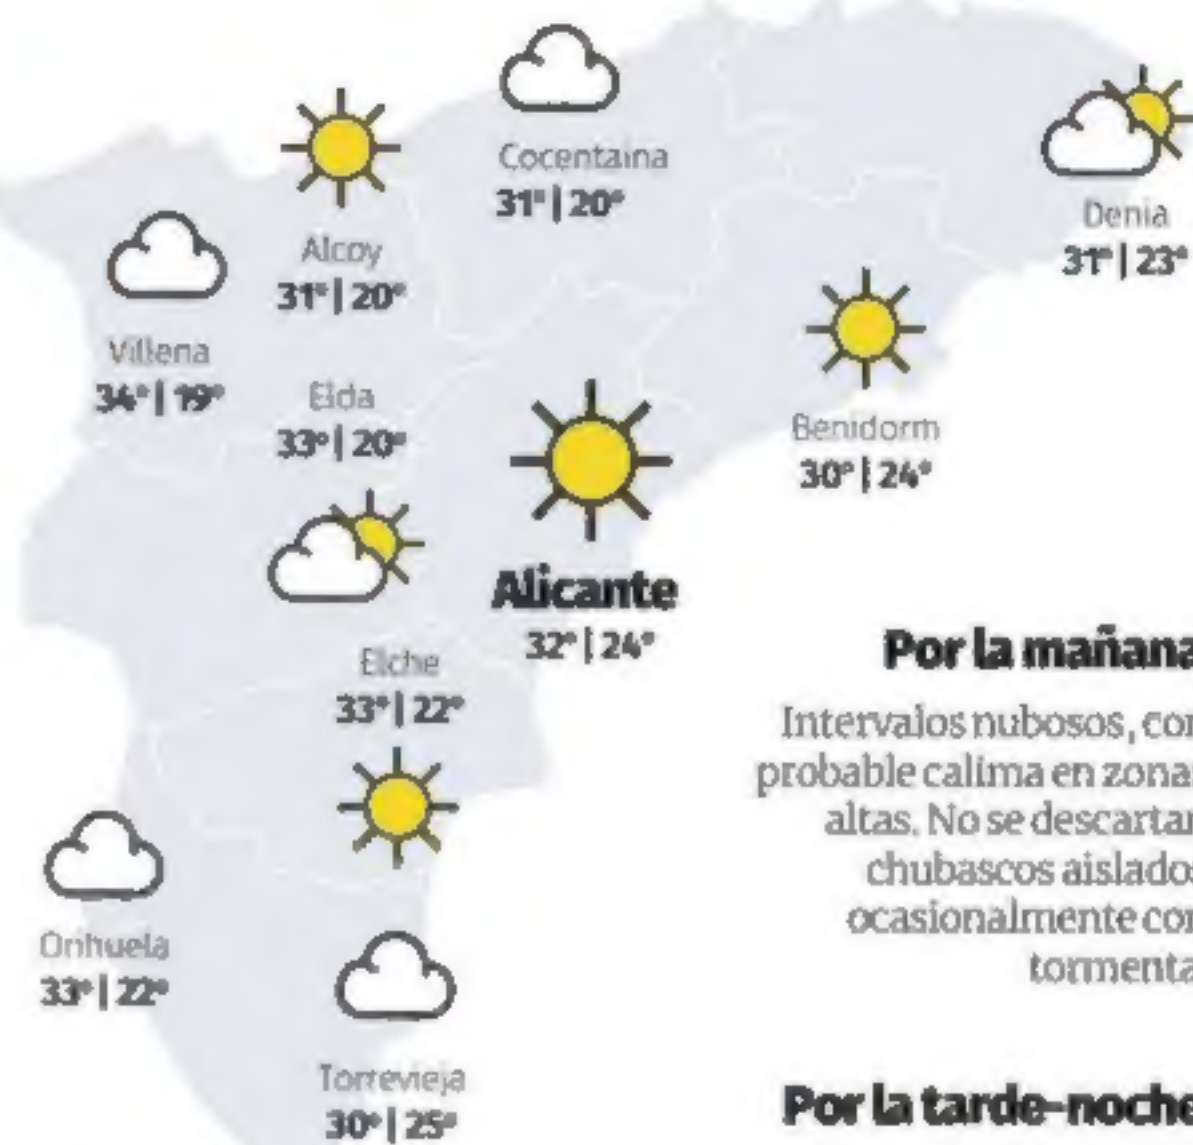 Cocentaina
31°|20°
Denia
31°|23°
Alcoy
31°|20°
Villena
34°|19°
Elda
33°|20°
Benidorm
30°|24°
Alicante
32°|24°
Elche
33°|22°
Orihuela
33°|22°
Torrevieja
30°|25°
Por la mañana
Intervalos nubosos, con
probable calima en zonas
altas. No se descartan
chubascos aislados
ocasionalmente con
tormenta
Por la tarde-noche